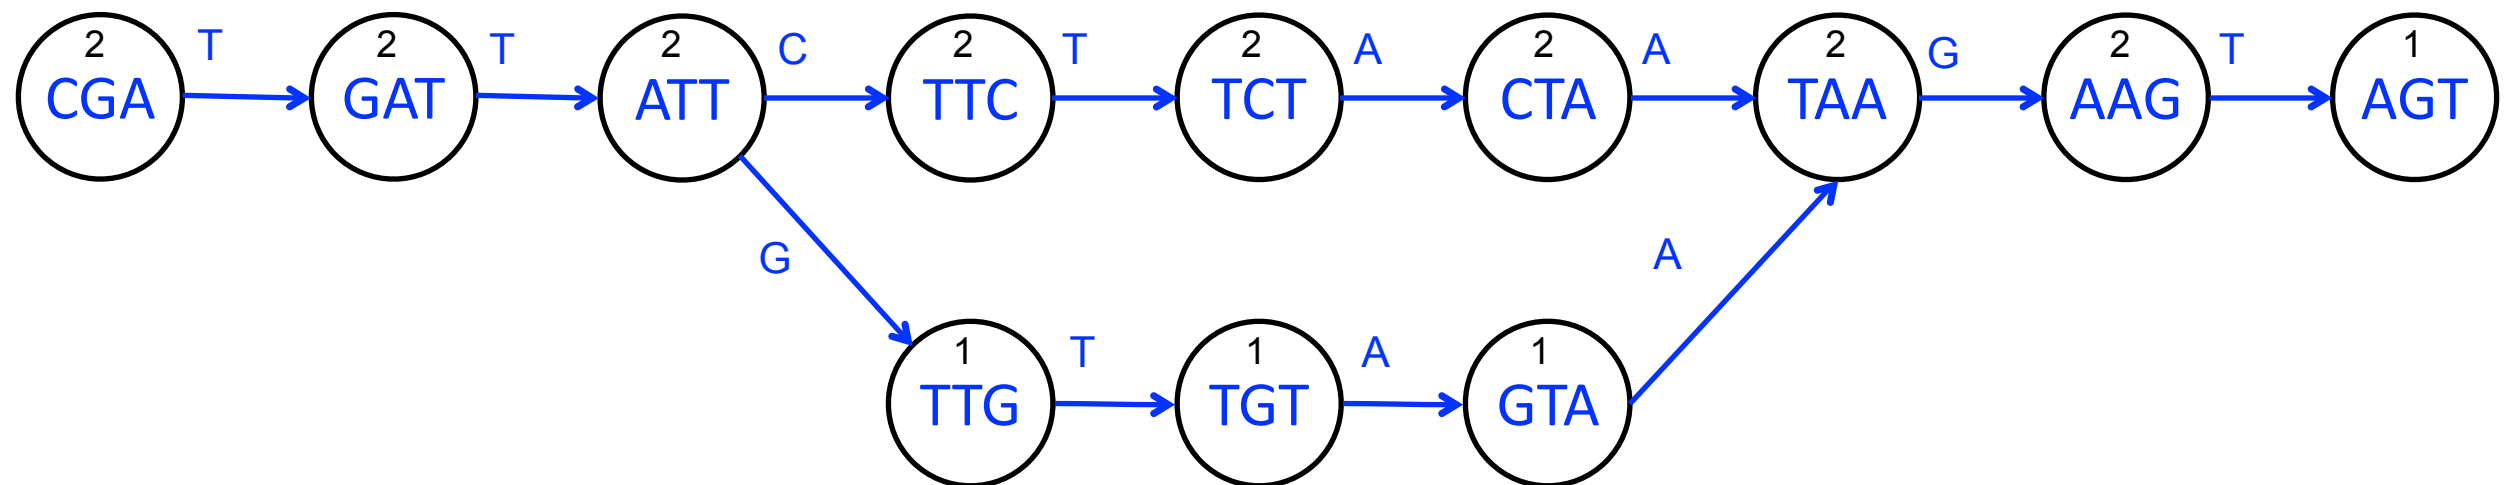 T T C T A A G T
2 2 2 2 2 2 2 2 1
CGA GAT ATT TTC TCT CTA TAA AAG AGT
G A
1 T 1 A 1
TTG TGT GTA